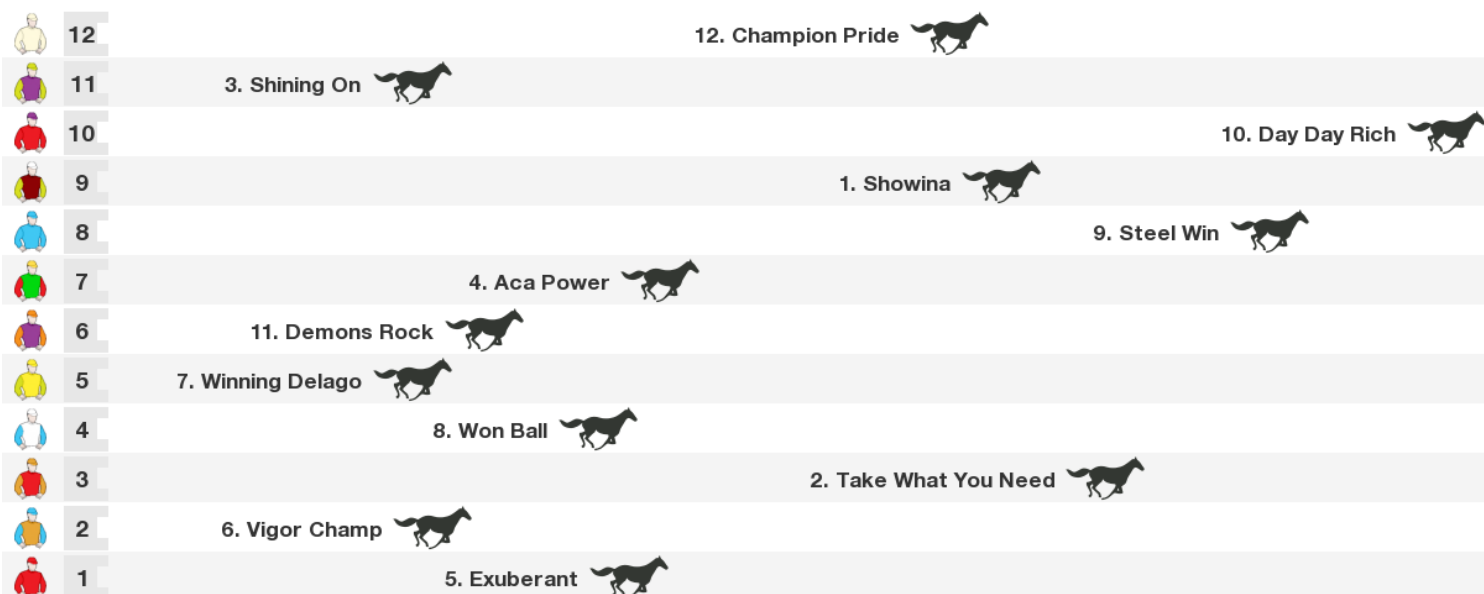 12 12. Champion Pride
11 3. Shining On
10 10. Day Day Rich
9 1. Showina
8 9. Steel Win
7 4. Aca Power
6 11. Demons Rock
5 7. Winning Delago
4 8. Won Ball
3 2. Take What You Need
2 6. Vigor Champ
1 5. Exuberant